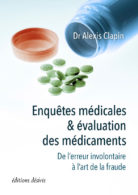 Dr Alexis Clapin
Enquêtes médicales
& évaluation
des médicaments
De l'erreur involontaire
à l'art de la fraude
éditions désiris